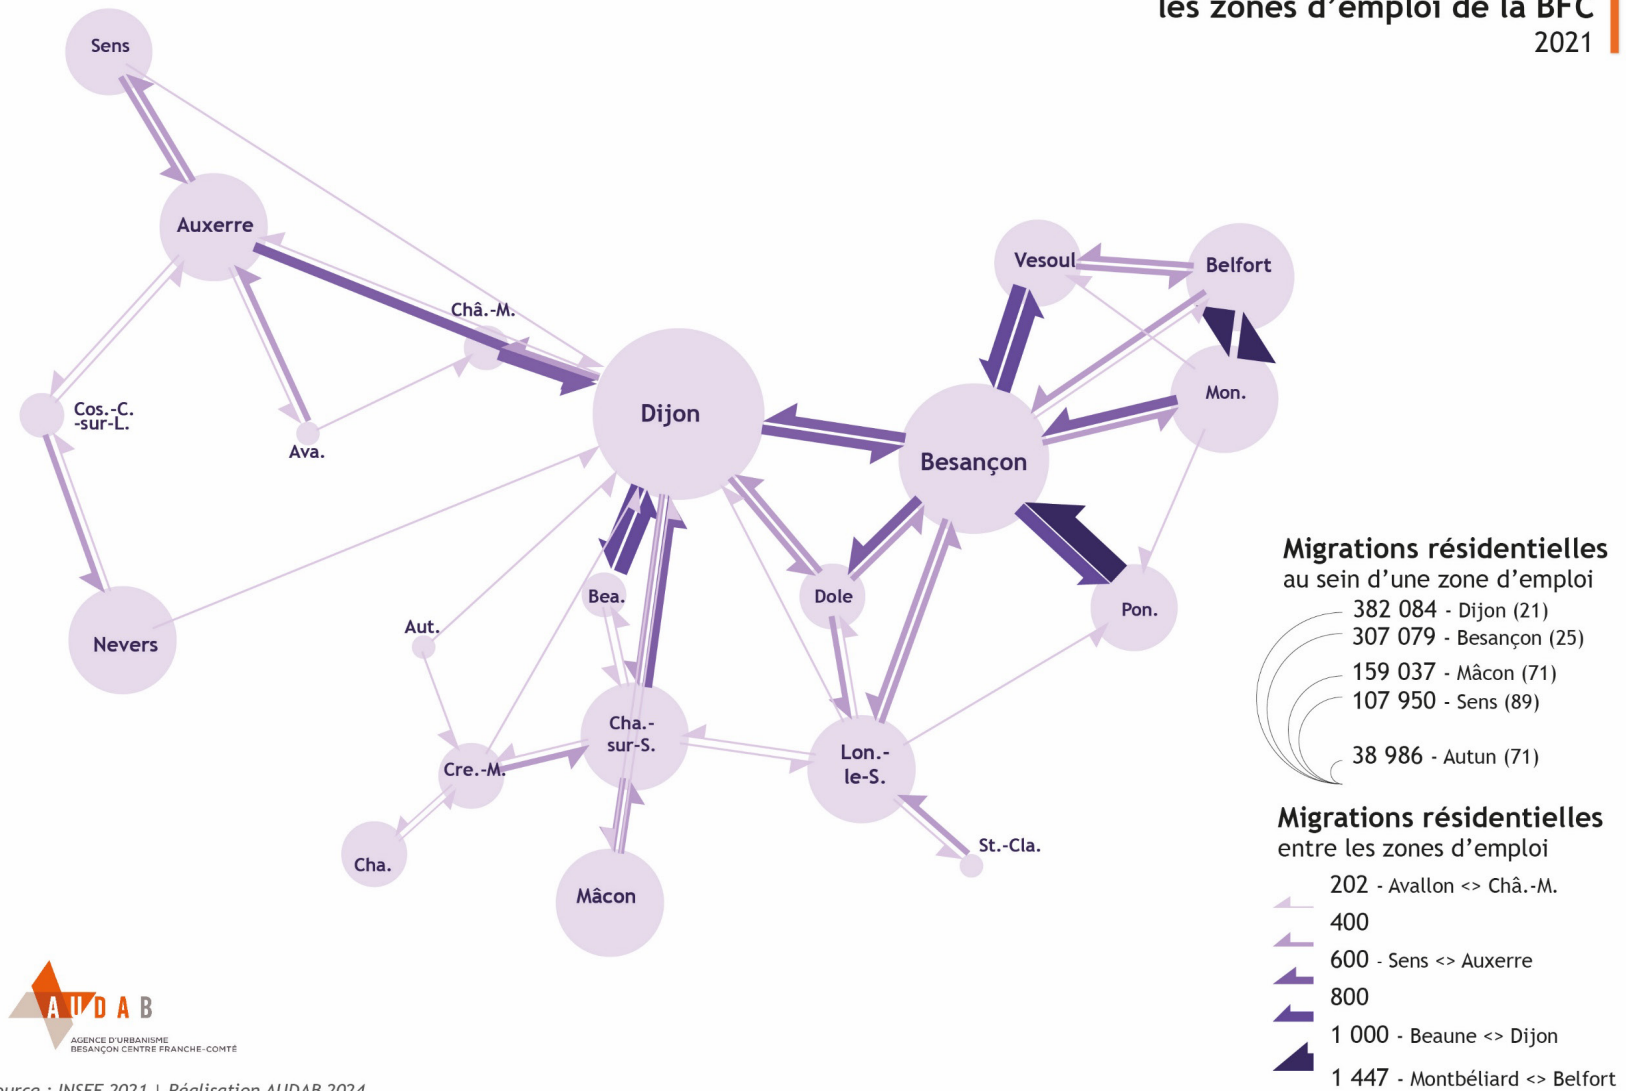 les zones d'emploi de la BFC
2021
Sens
Auxerre
Châ.-M.
Cos.-C.
-sur-L.
Ava.
Nevers
Dijon
Vesoul
Belfort
Mon.
Besançon
Aut.
Bea.
Dole
Pon.
Cre.-M.
Cha.-
sur-S.
Lon.-
le-S.
Cha.
Mâcon
St.-Cla.
Migrations résidentielles
au sein d'une zone d'emploi
382 084 - Dijon (21)
307 079 - Besançon (25)
159 037 - Mâcon (71)
107 950 - Sens (89)
38 986 - Autun (71)
Migrations résidentielles
entre les zones d'emploi
202 - Avallon <> Châ.-M.
400
600 - Sens <> Auxerre
800
1 000 - Beaune <> Dijon
1 447 - Montbéliard <> Belfort
AUDAB
AGENCE D'URBANISME
BESANÇON CENTRE FRANCHE-COMTÉ
: INSEE 2021 | Réalisation AUDAB 2024